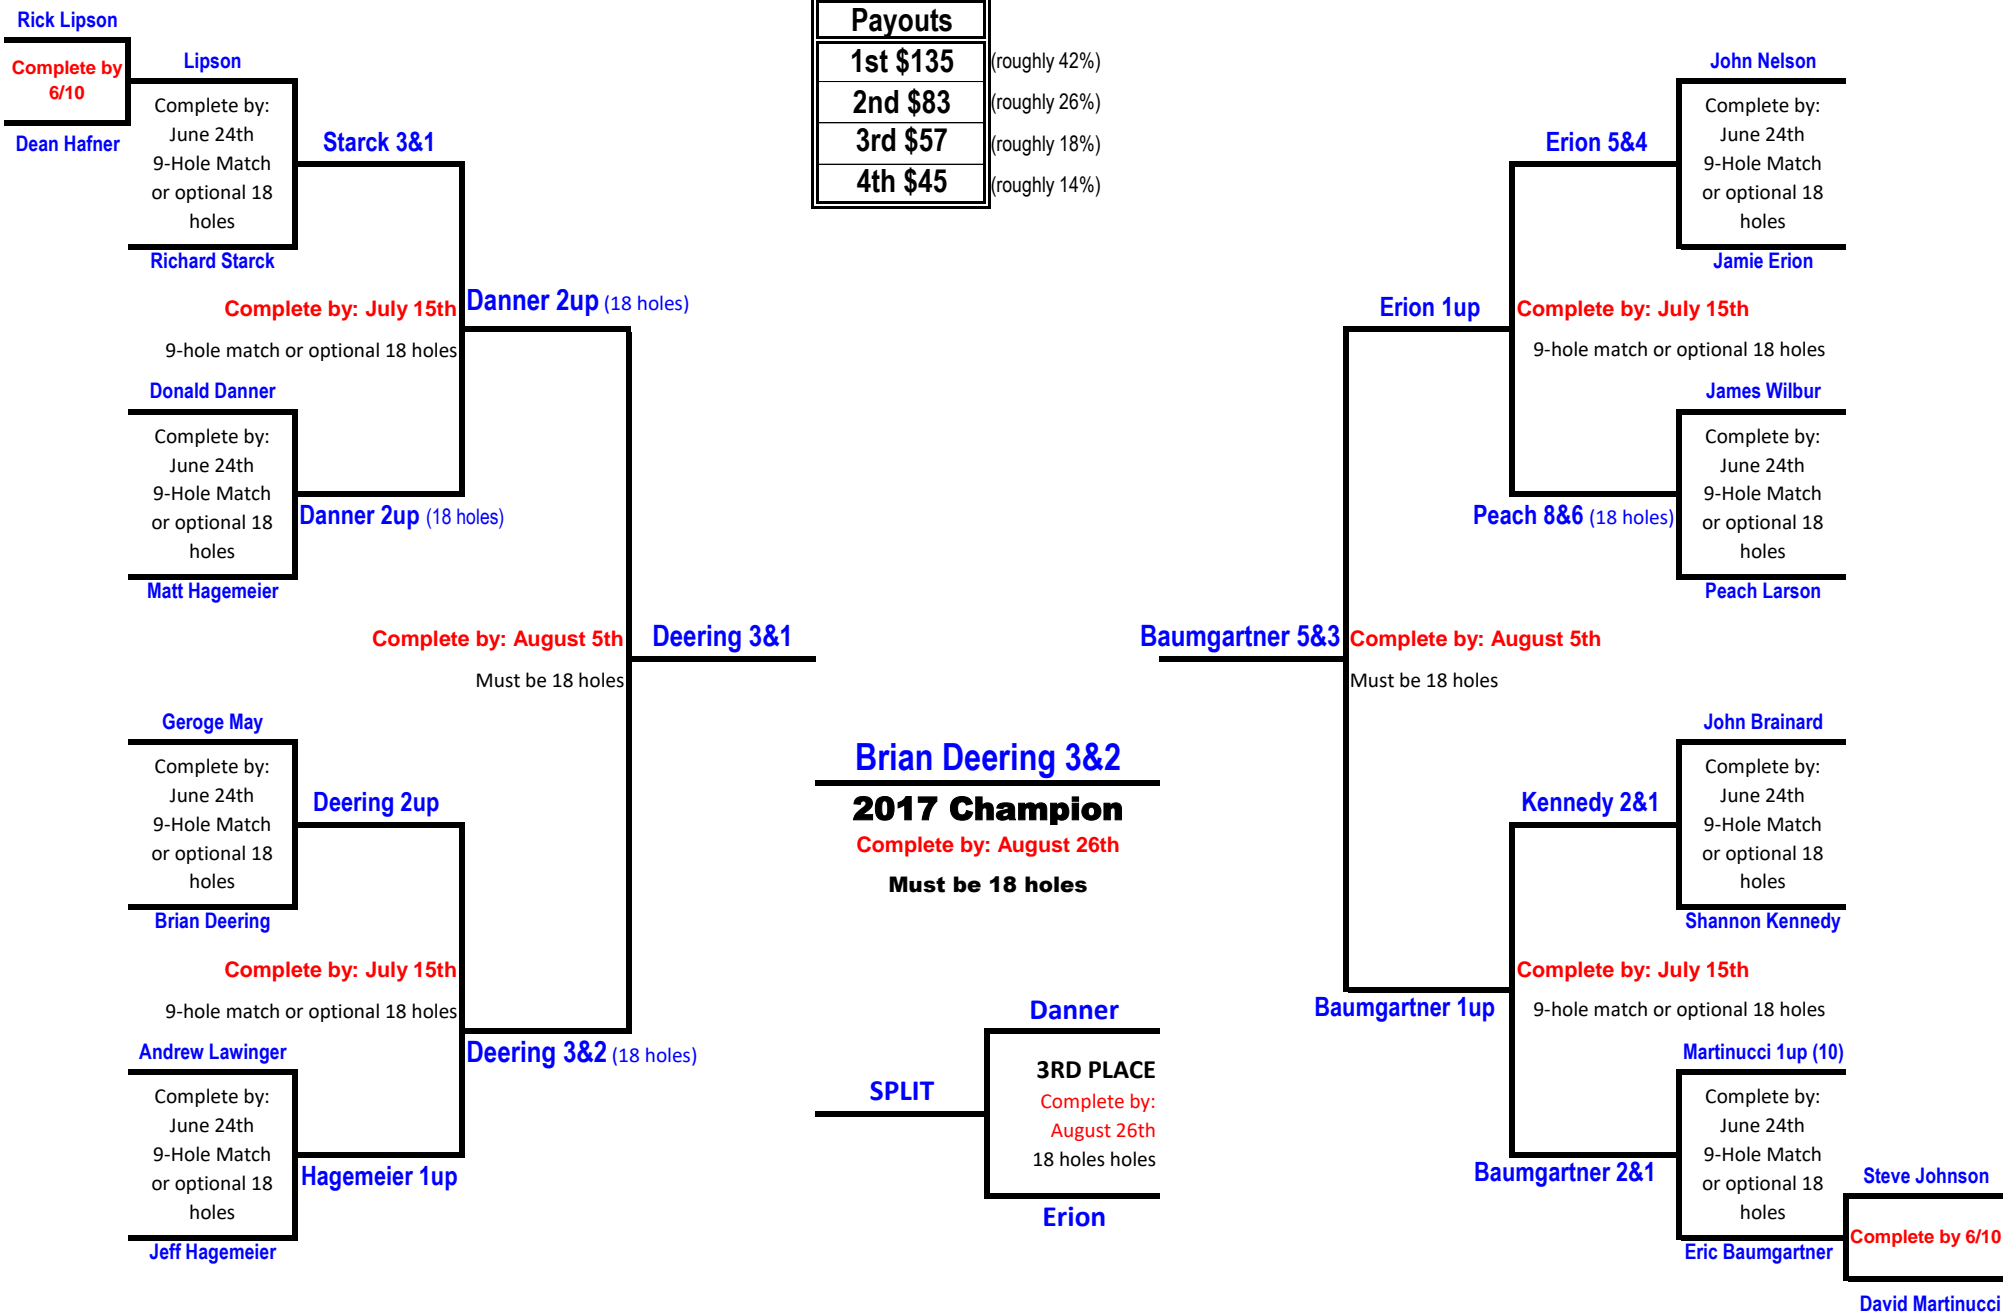 Rick Lipson
Complete by
6/10
Dean Hafner
Lipson
Complete by:
June 24th
9-Hole Match
or optional 18
holes
Richard Starck
Starck 3&1
Complete by: July 15th
9-hole match or optional 18 holes
Danner 2up (18 holes)
Donald Danner
Complete by:
June 24th
9-Hole Match
or optional 18
holes
Matt Hagemeier
Danner 2up (18 holes)
Complete by: August 5th
Must be 18 holes
Deering 3&1
Geroge May
Complete by:
June 24th
9-Hole Match
or optional 18
holes
Brian Deering
Deering 2up
Complete by: July 15th
9-hole match or optional 18 holes
Deering 3&2 (18 holes)
Andrew Lawinger
Complete by:
June 24th
9-Hole Match
or optional 18
holes
Jeff Hagemeier
Hagemeier 1up
Payouts
1st $135 (roughly 42%)
2nd $83 (roughly 26%)
3rd $57 (roughly 18%)
4th $45 (roughly 14%)
Brian Deering 3&2
2017 Champion
Complete by: August 26th
Must be 18 holes
Danner
3RD PLACE
Complete by:
August 26th
18 holes holes
SPLIT
Erion
John Nelson
Complete by:
June 24th
9-Hole Match
or optional 18
holes
Jamie Erion
Erion 5&4
Erion 1up
Complete by: July 15th
9-hole match or optional 18 holes
James Wilbur
Complete by:
June 24th
9-Hole Match
or optional 18
holes
Peach Larson
Peach 8&6 (18 holes)
Baumgartner 5&3
Complete by: August 5th
Must be 18 holes
John Brainard
Complete by:
June 24th
9-Hole Match
or optional 18
holes
Shannon Kennedy
Kennedy 2&1
Complete by: July 15th
9-hole match or optional 18 holes
Baumgartner 1up
Martinucci 1up (10)
Complete by:
June 24th
9-Hole Match
or optional 18
holes
Eric Baumgartner
Baumgartner 2&1
Steve Johnson
Complete by 6/10
David Martinucci